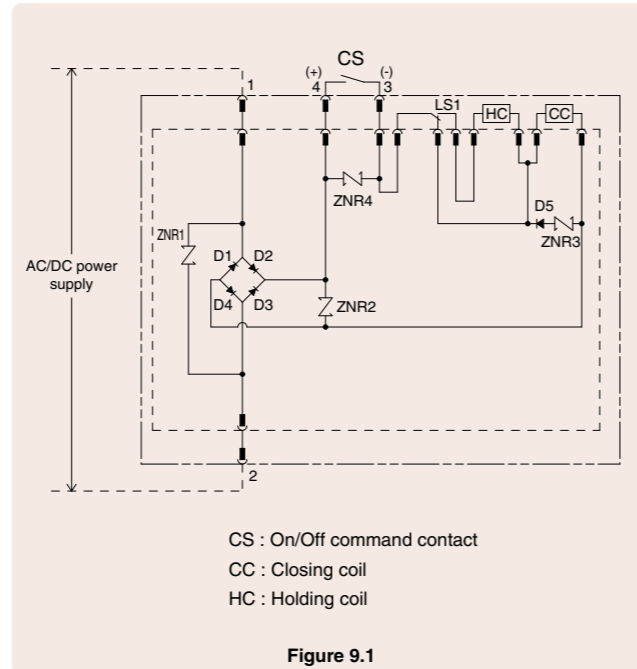 CS
(+)
(-)
1
4
3
LS1
HC
CC
ZNR4
D5
ZNR3
ZNR1
D1
D2
AC/DC power
supply
D4
D3
ZNR2
2
CS : On/Off command contact
CC : Closing coil
HC : Holding coil
Figure 9.1